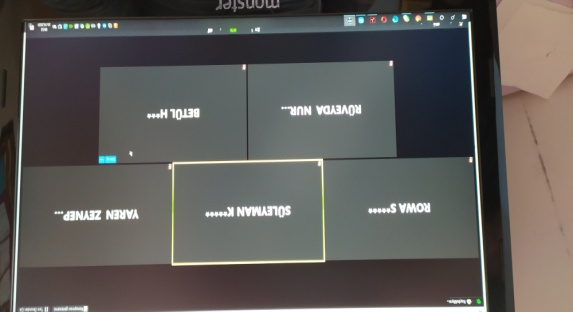 ROWA S*****
SÜLEYMAN K*****
YAREN ZEYNEP...
RÜVEYDA NUR...
BETÜL H***
monster